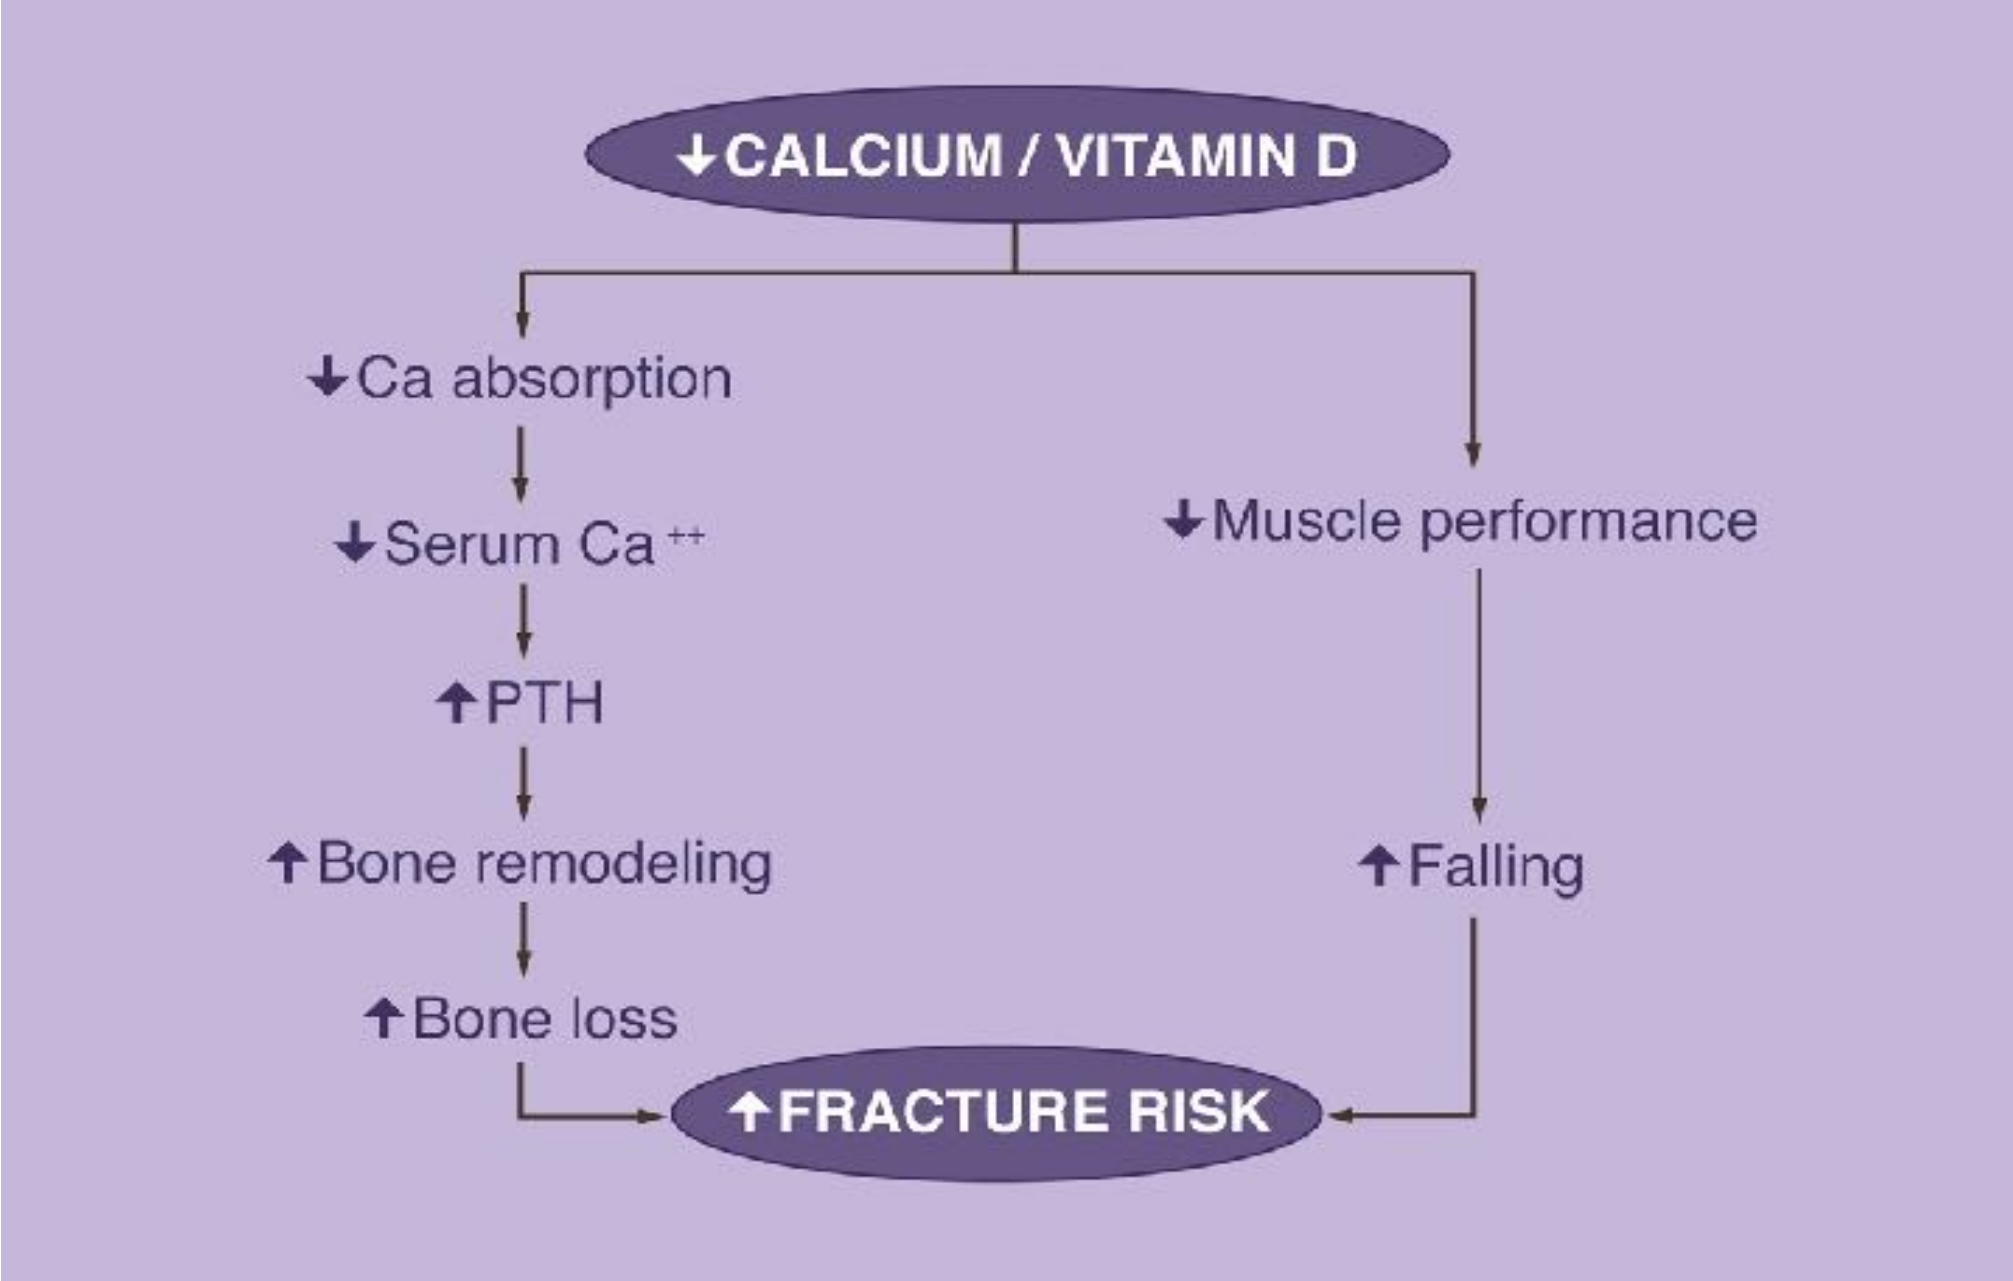 ↓CALCIUM / VITAMIN D
↓Ca absorption
↓Serum Ca++
↑PTH
↑Bone remodeling
↑Bone loss
↓Muscle performance
↑Falling
↑FRACTURE RISK